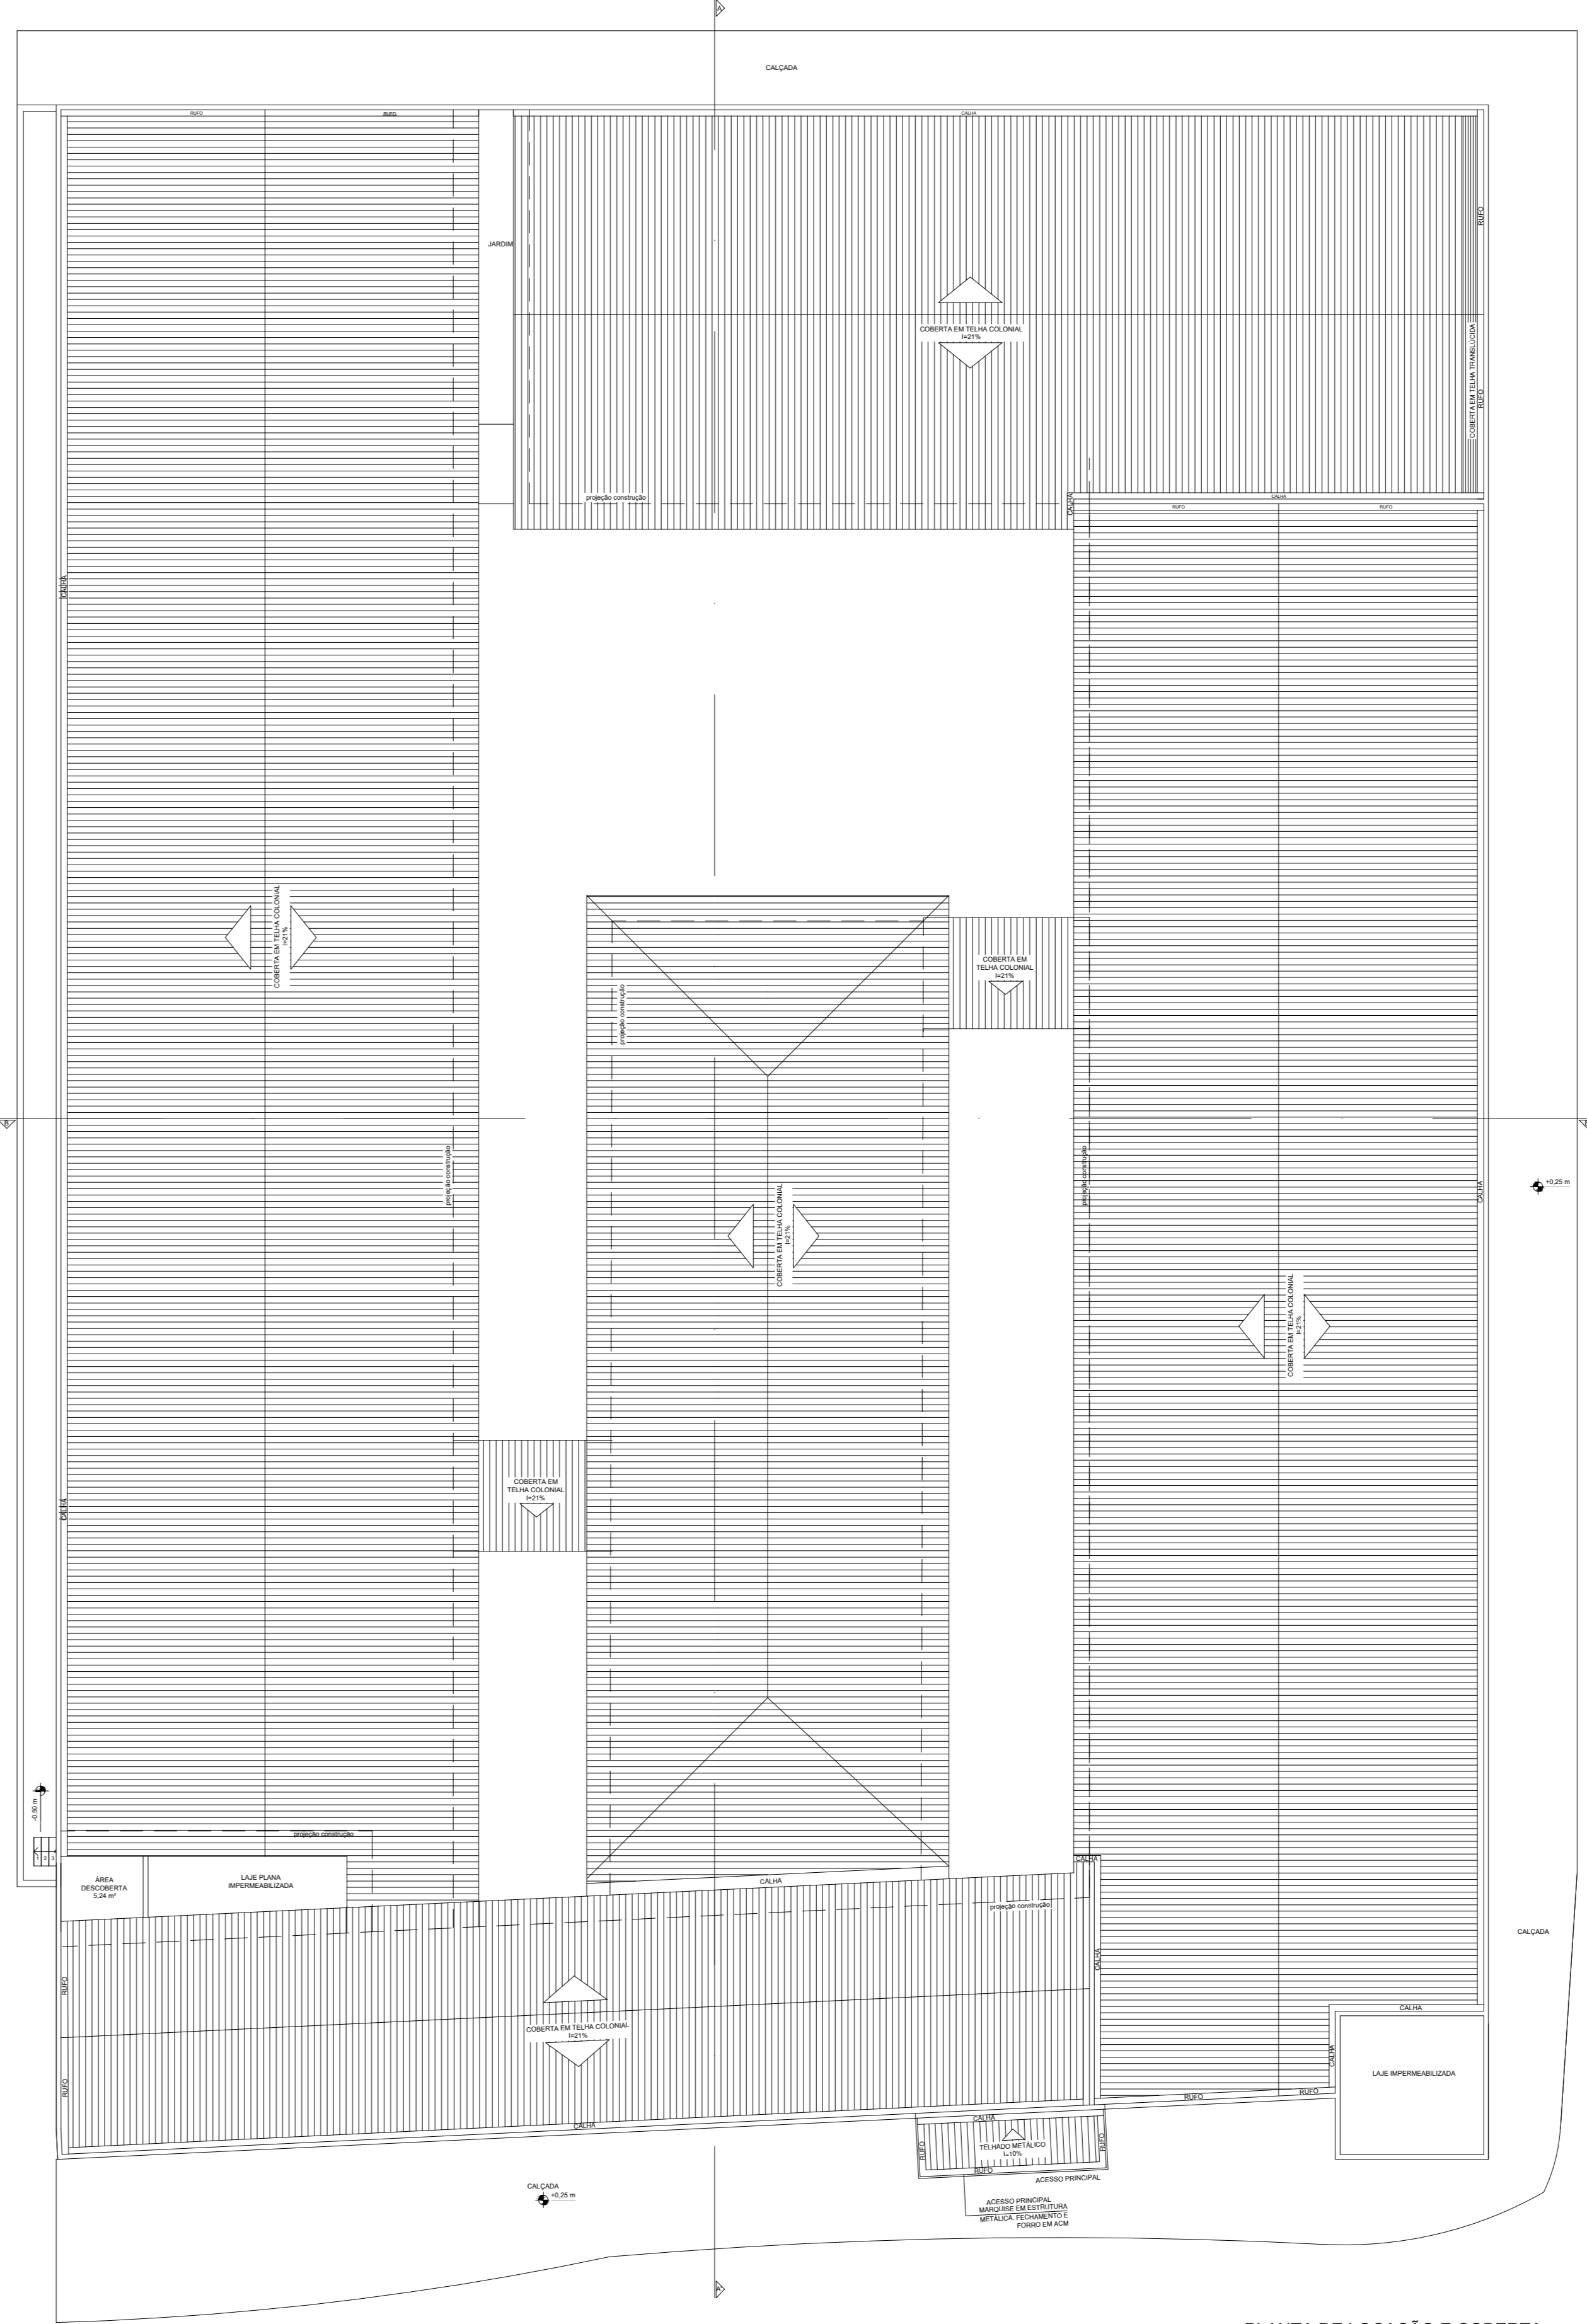 A
CALÇADA
RUFO
RUFO
CALHA
JARDIM
RUFO
COBERTA EM TELHA COLONIAL
I=21%
COBERTA EM TELHA TRANSLÚCIDA
RUFO
projeção construção
CALHA
CALHA
RUFO
RUFO
CALHA
COBERTA EM TELHA COLONIAL
I=21%
COBERTA EM
TELHA COLONIAL
I=21%
projeção construção
B
projeção construção
projeção construção
CALHA
+0,25 m
COBERTA EM TELHA COLONIAL
I=21%
COBERTA EM TELHA COLONIAL
I=21%
COBERTA EM
TELHA COLONIAL
I=21%
CALHA
-0,50 m
1 2 3
projeção construção
ÁREA
DESCOBERTA
5,24 m²
LAJE PLANA
IMPERMEABILIZADA
CALHA
CALHA
projeção construção
CALÇADA
RUFO
CALHA
COBERTA EM TELHA COLONIAL
I=21%
CALHA
CALHA
RUFO
LAJE IMPERMEABILIZADA
RUFO
RUFO
CALHA
CALHA
RUFO
TELHADO METÁLICO
I=10%
RUFO
RUFO
ACESSO PRINCIPAL
CALÇADA
+0,25 m
ACESSO PRINCIPAL
MARQUISE EM ESTRUTURA
METÁLICA. FECHAMENTO E
FORRO EM ACM
A'